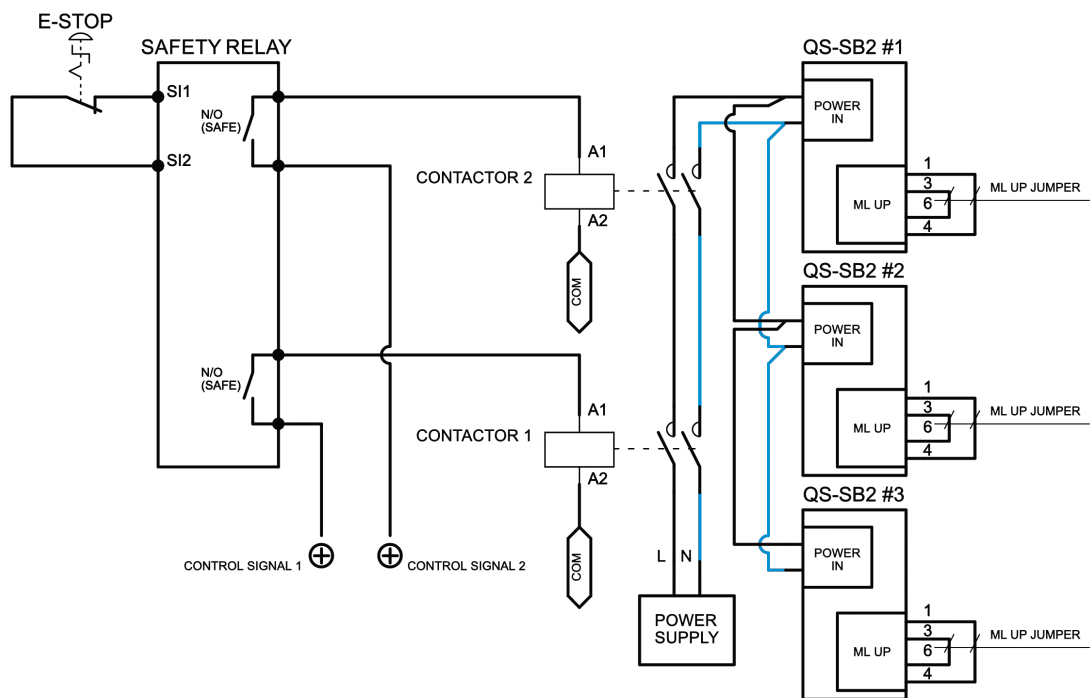 E-STOP
SAFETY RELAY
SI1
SI2
N/O
(SAFE)
N/O
(SAFE)
CONTROL SIGNAL 1
CONTROL SIGNAL 2
CONTACTOR 2
A1
A2
COM
CONTACTOR 1
A1
A2
COM
L
N
POWER
SUPPLY
QS-SB2 #1
POWER
IN
ML UP
1
3
6
4
ML UP JUMPER
QS-SB2 #2
POWER
IN
ML UP
1
3
6
4
ML UP JUMPER
QS-SB2 #3
POWER
IN
ML UP
1
3
6
4
ML UP JUMPER